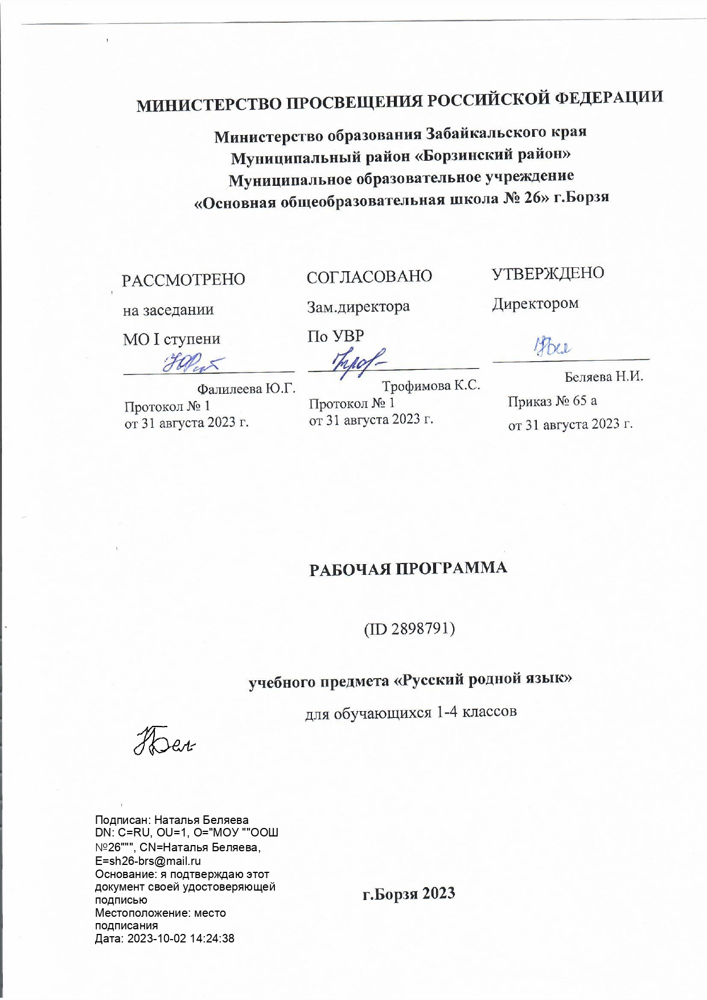 МИНИСТЕРСТВО ПРОСВЕЩЕНИЯ РОССИЙСКОЙ ФЕДЕРАЦИИ
Министерство образования Забайкальского края
Муниципальный район «Борзинский район»
Муниципальное образовательное учреждение
«Основная общеобразовательная школа № 26» г.Борзя
РАССМОТРЕНО
на заседании
МО I ступени
Фалилеева Ю.Г.
Протокол № 1
от 31 августа 2023 г.
СОГЛАСОВАНО
Зам.директора
По УВР
Трофимова К.С.
Протокол № 1
от 31 августа 2023 г.
УТВЕРЖДЕНО
Директором
Беляева Н.И.
Приказ № 65 а
от 31 августа 2023 г.
РАБОЧАЯ ПРОГРАММА
(ID 2898791)
учебного предмета «Русский родной язык»
для обучающихся 1-4 классов
Подписан: Наталья Беляева
DN: C=RU, OU=1, O="МОУ ""ООШ
№26""", CN=Наталья Беляева,
E=sh26-brs@mail.ru
Основание: я подтверждаю этот
документ своей удостоверяющей
подписью
Местоположение: место
подписания
Дата: 2023-10-02 14:24:38
г.Борзя 2023